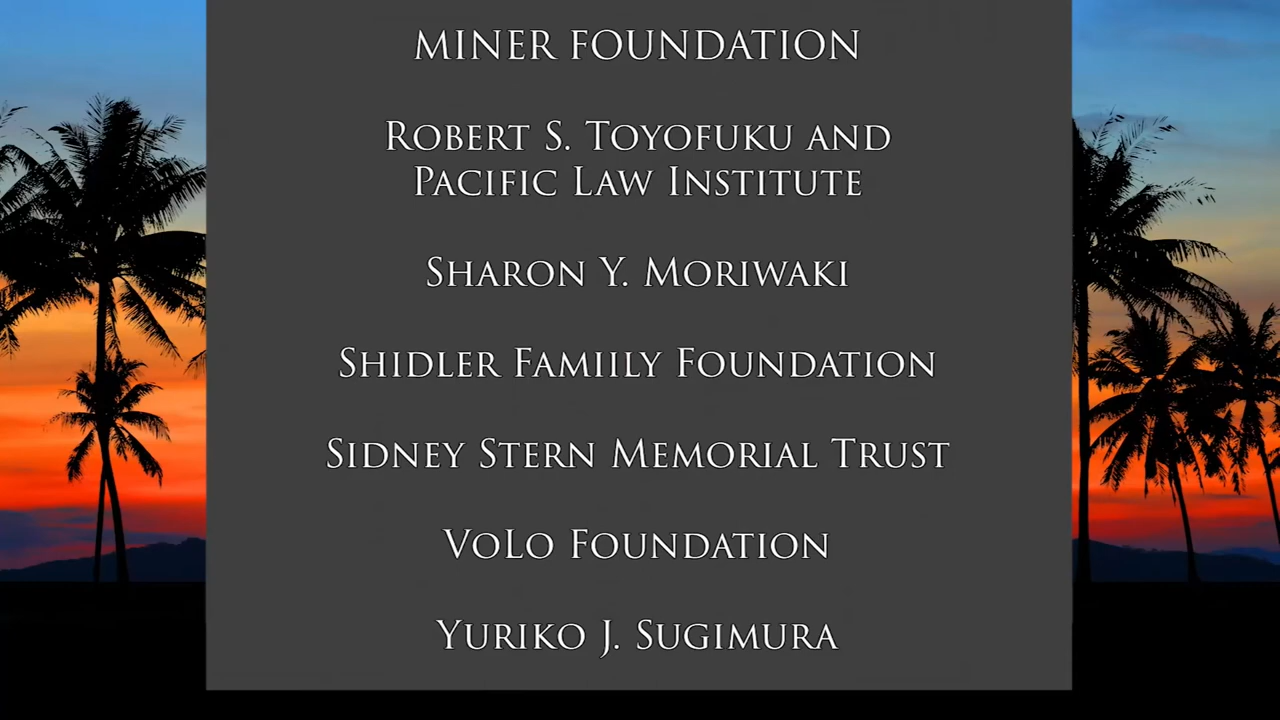 MINER FOUNDATION
ROBERT S. TOYOFUKU AND
PACIFIC LAW INSTITUTE
SHARON Y. MORIWAKI
SHIDLER FAMIILY FOUNDATION
SIDNEY STERN MEMORIAL TRUST
VOLO FOUNDATION
YURIKO J. SUGIMURA